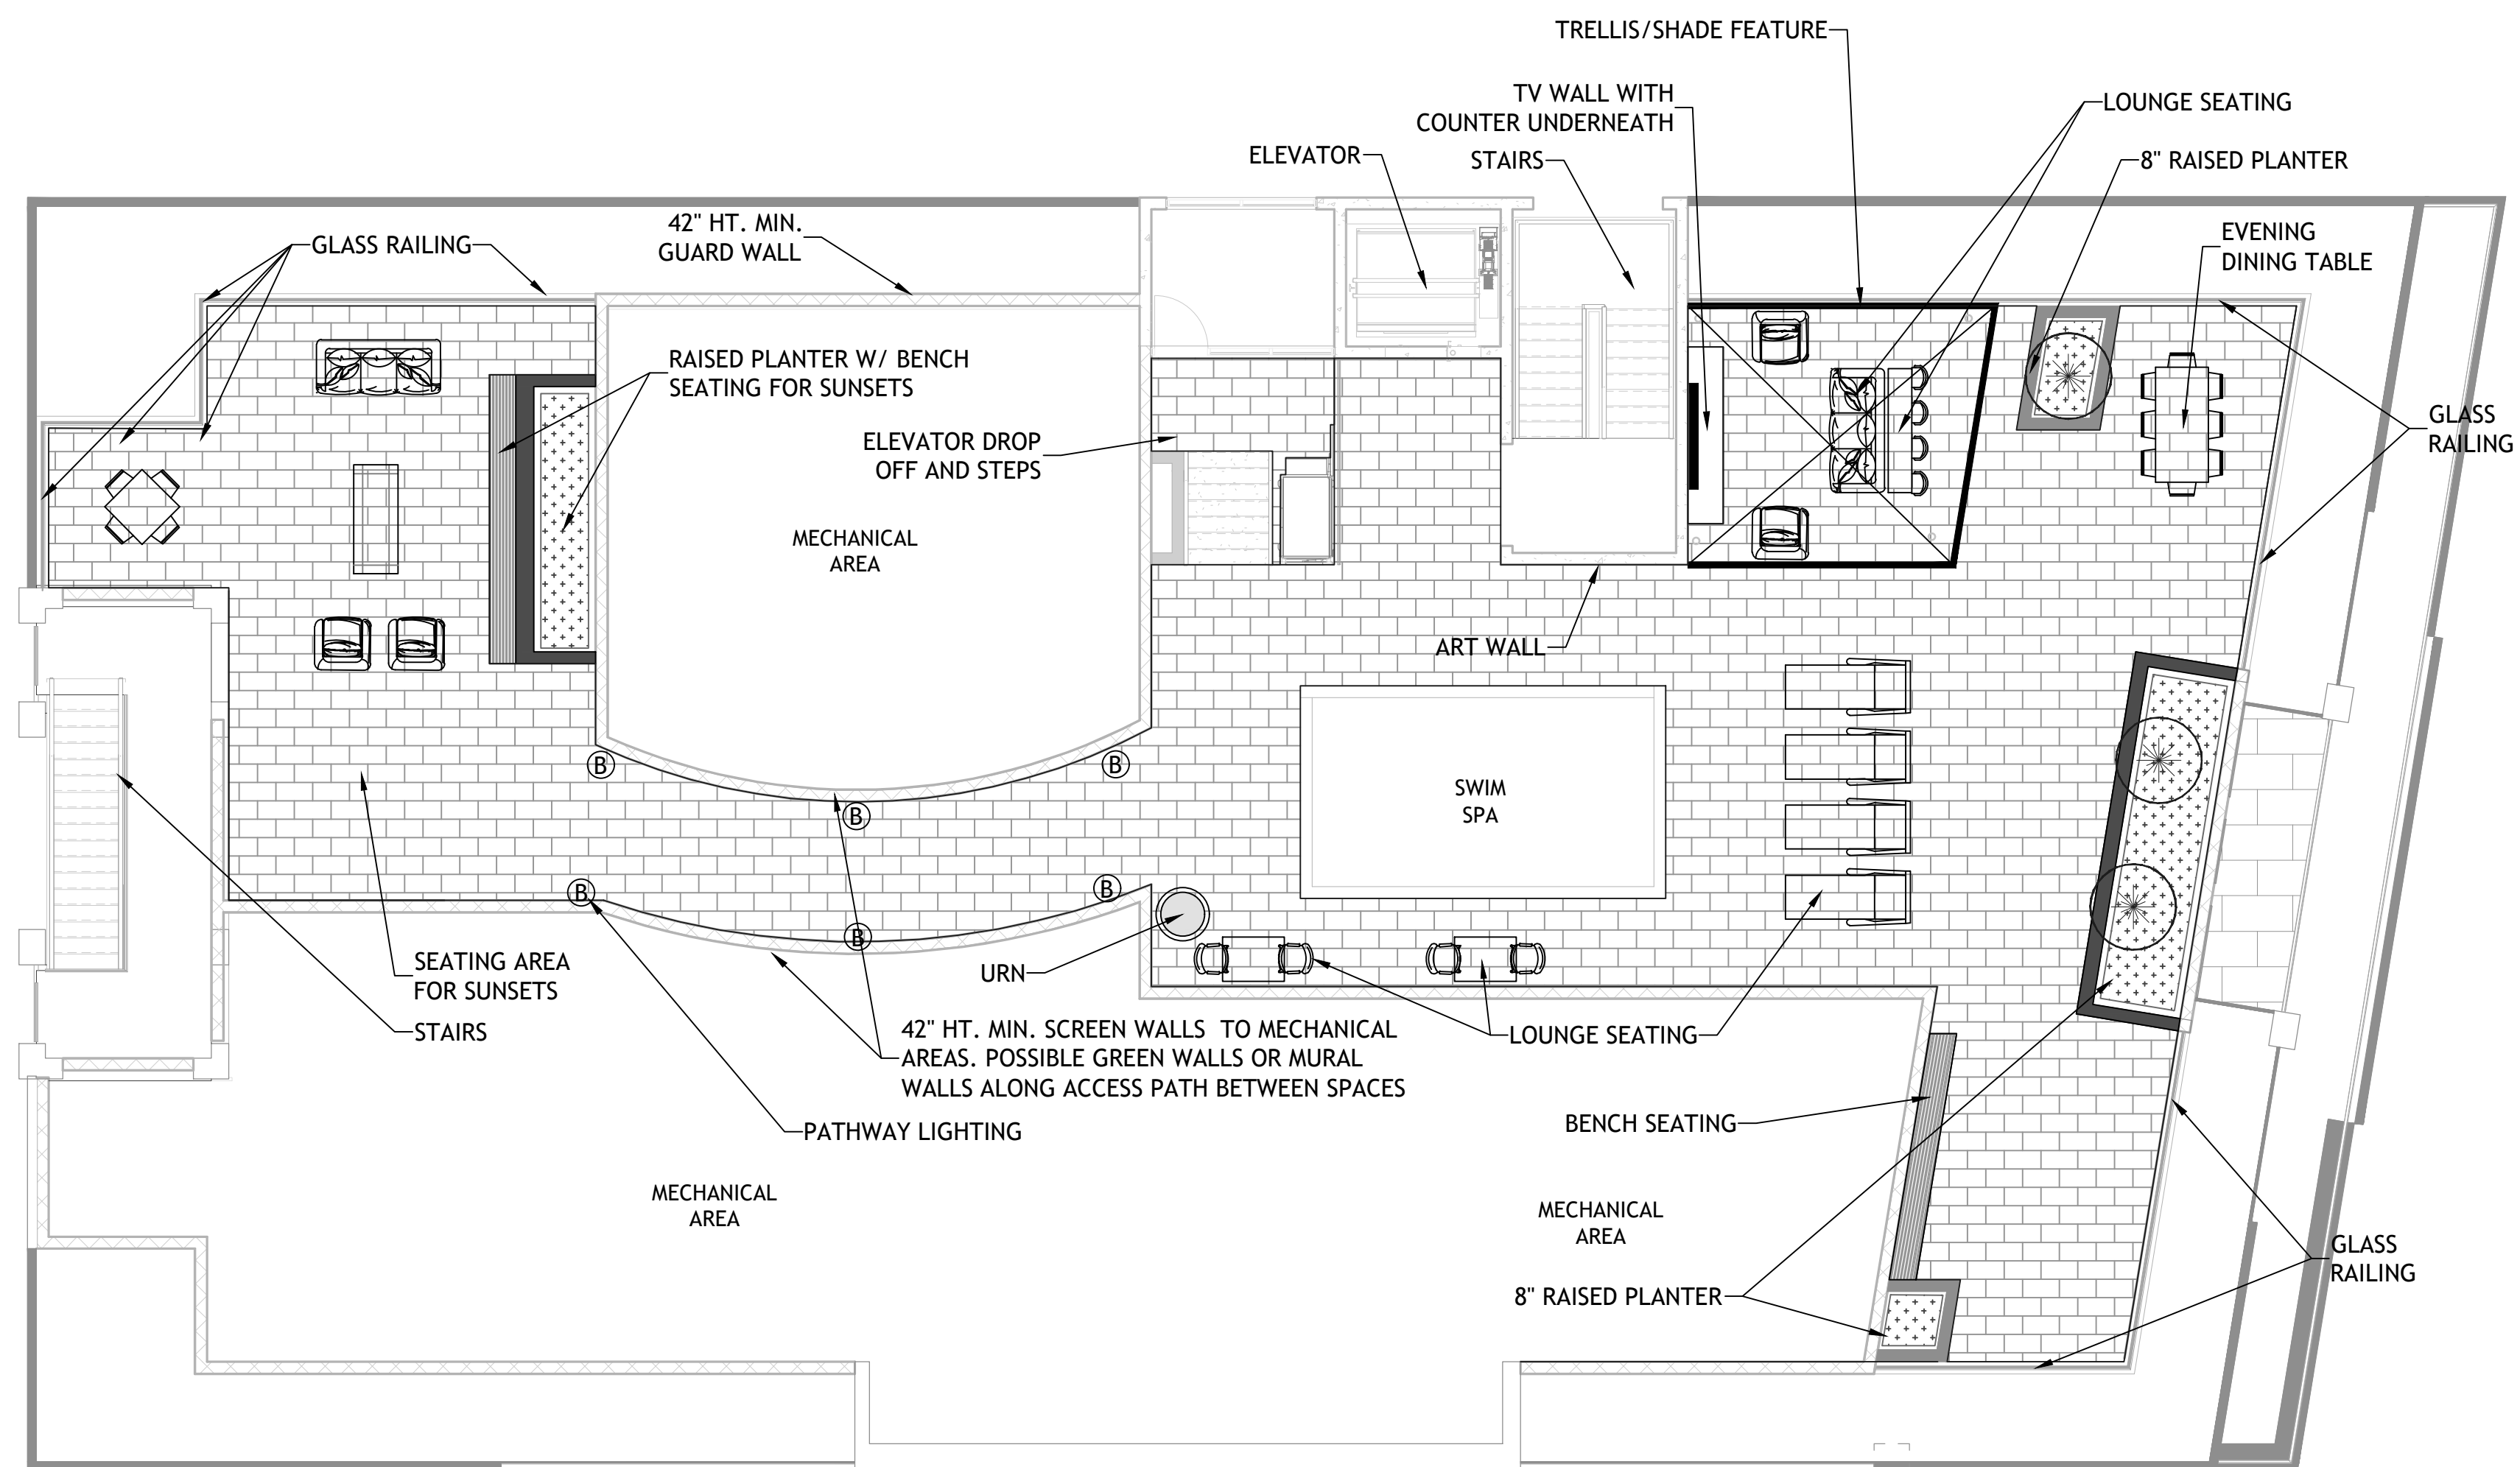 TRELLIS/SHADE FEATURE
TV WALL WITH
COUNTER UNDERNEATH
LOUNGE SEATING
ELEVATOR
STAIRS
8" RAISED PLANTER
42" HT. MIN.
GUARD WALL
GLASS RAILING
EVENING
DINING TABLE
RAISED PLANTER W/ BENCH
SEATING FOR SUNSETS
ELEVATOR DROP
OFF AND STEPS
GLASS
RAILING
MECHANICAL
AREA
ART WALL
B
B
B
SWIM
SPA
B
B
B
SEATING AREA
FOR SUNSETS
URN
STAIRS
42" HT. MIN. SCREEN WALLS TO MECHANICAL
AREAS. POSSIBLE GREEN WALLS OR MURAL
WALLS ALONG ACCESS PATH BETWEEN SPACES
LOUNGE SEATING
PATHWAY LIGHTING
BENCH SEATING
MECHANICAL
AREA
MECHANICAL
AREA
GLASS
RAILING
8" RAISED PLANTER